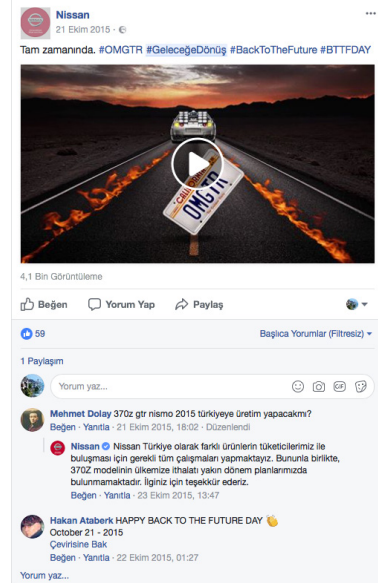 Nissan
21 Ekim 2015 ·
Tam zamanında. #OMGTR #GeleceğeDönüş #BackToTheFuture #BTTFDAY
CALIFORNIA
OMGTR
4,1 Bin Görüntüleme
Beğen Yorum Yap Paylaş
59 Başlıca Yorumlar (Filtresiz)
1 Paylaşım
Yorum yaz... GIF
Mehmet Dolay 370z gtr nismo 2015 türkiyeye üretim yapacakmı?
Beğen · Yanıtla · 21 Ekim 2015, 18:02 · Düzenlendi
Nissan Nissan Türkiye olarak farklı ürünlerin tüketicilerimiz ile
buluşması için gerekli tüm çalışmaları yapmaktayız. Bununla birlikte,
370Z modelinin ülkemize ithalatı yakın dönem planlarımızda
bulunmamaktadır. İlginiz için teşekkür ederiz.
Beğen · Yanıtla · 23 Ekim 2015, 13:47
Hakan Ataberk HAPPY BACK TO THE FUTURE DAY 👏
October 21 - 2015
Çevirisine Bak
Beğen · Yanıtla · 22 Ekim 2015, 01:27
Yorum yaz...